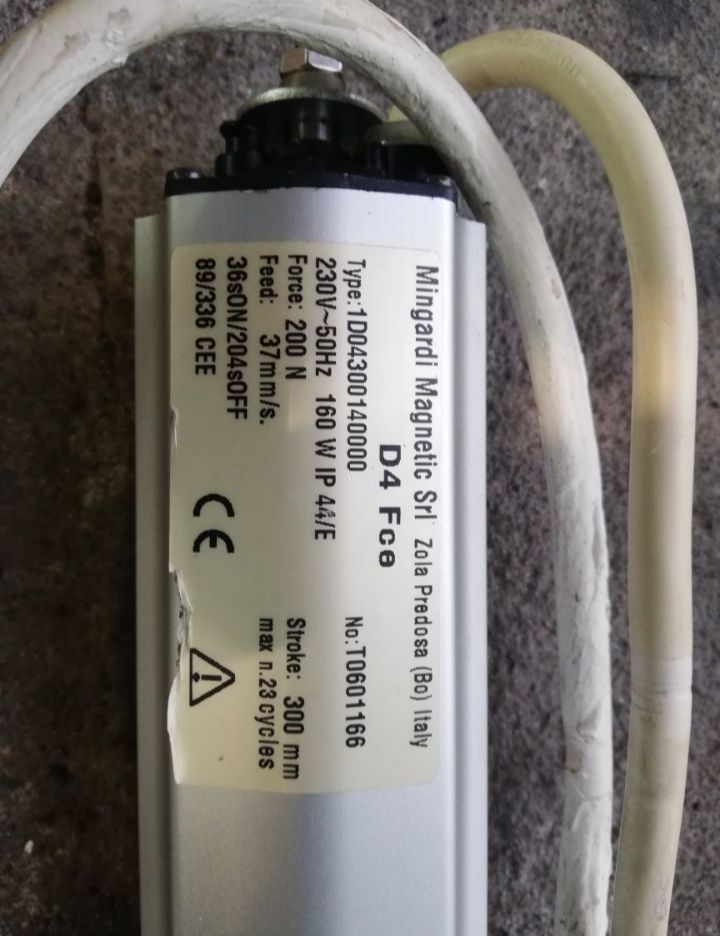 Mingardi Magnetic Srl Zola Predosa (Bo) Italy
D4 Fce
Type:1D04300140000 No:T0601166
230V~50Hz 160 W IP 44/E
Force: 200 N Stroke: 300 mm
Feed: 37mm/s. max n.23 cycles
36sON/204sOFF
89/336 CEE
CE